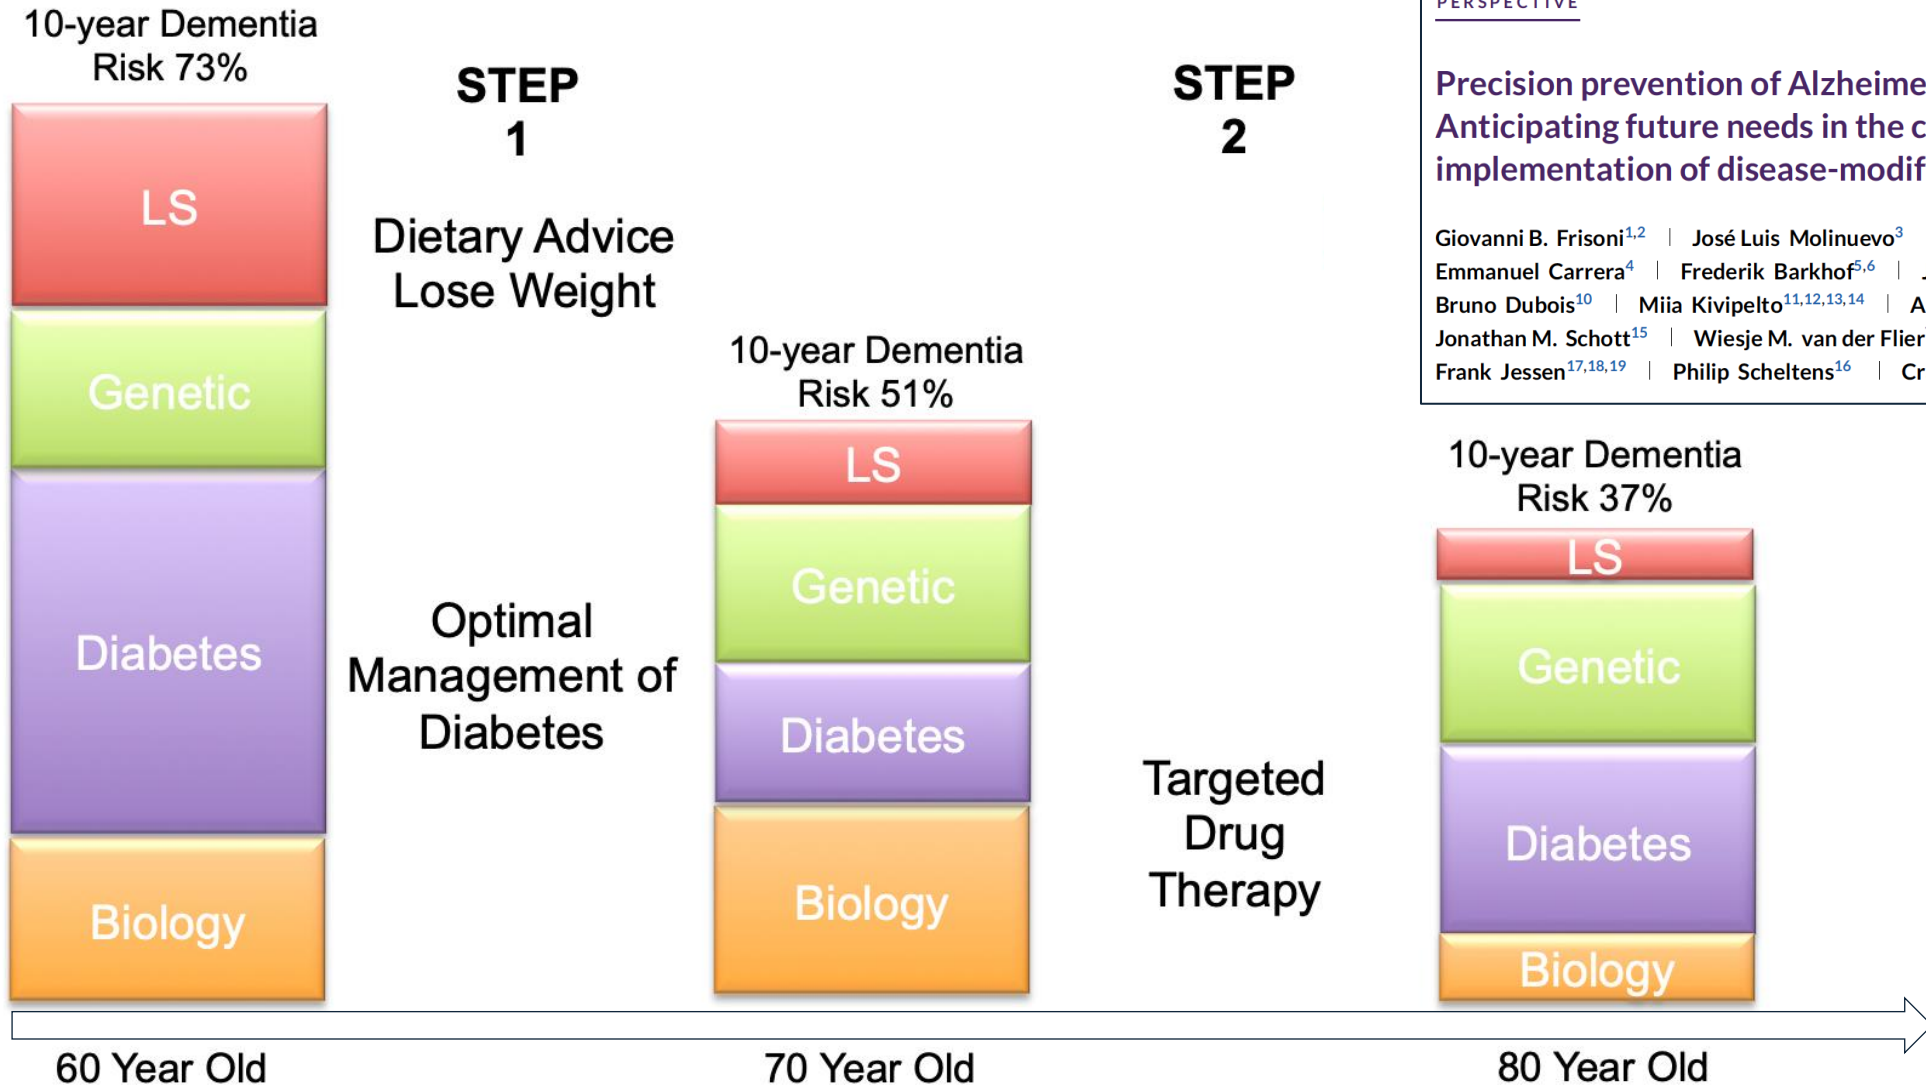 10-year Dementia
Risk 73%
LS
Genetic
Diabetes
Biology
60 Year Old
STEP
1
Dietary Advice
Lose Weight
Optimal
Management of
Diabetes
10-year Dementia
Risk 51%
LS
Genetic
Diabetes
Biology
70 Year Old
STEP
2
Targeted
Drug
Therapy
PERSPECTIVE
Precision prevention of Alzheime
Anticipating future needs in the c
implementation of disease-modif
Giovanni B. Frisoni1,2 | José Luis Molinuevo3
Emmanuel Carrera4 | Frederik Barkhof5,6 |
Bruno Dubois10 | Miia Kivipelto11,12,13,14 | A
Jonathan M. Schott15 | Wiesje M. van der Flier
Frank Jessen17,18,19 | Philip Scheltens16 | Cr
10-year Dementia
Risk 37%
LS
Genetic
Diabetes
Biology
80 Year Old